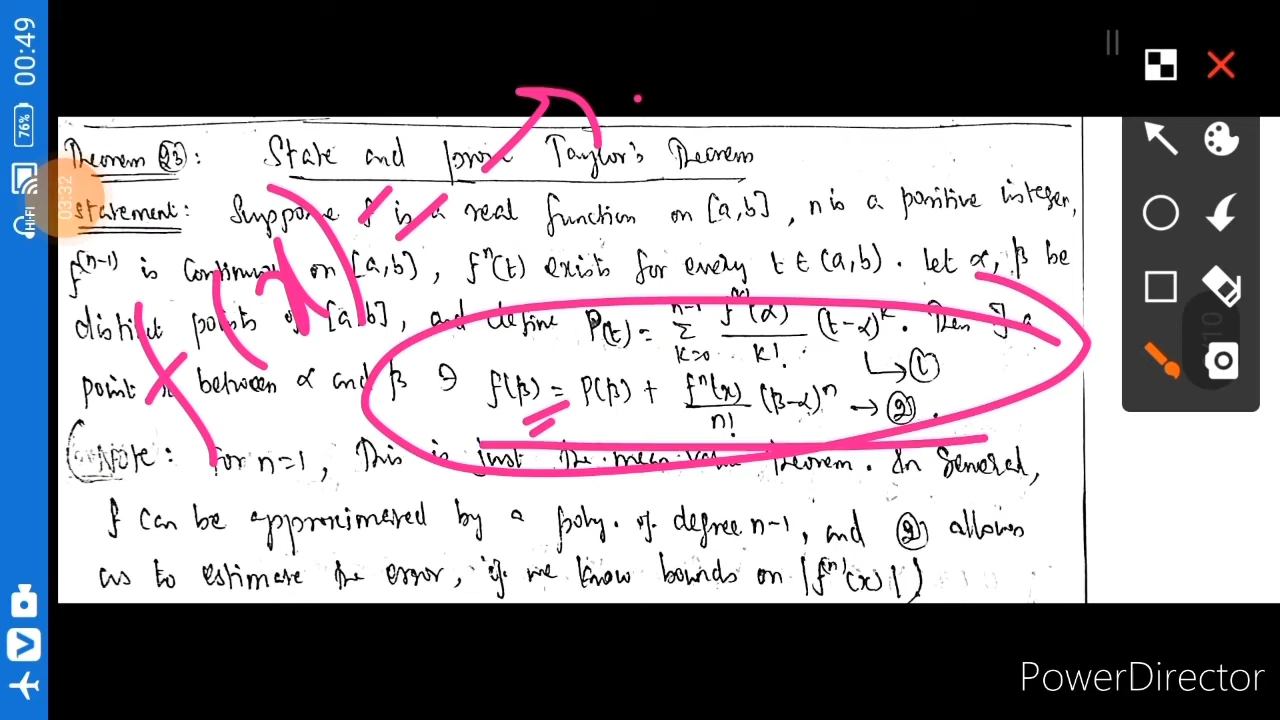 00:49
76%
Hi-Fi
03:32
Theorem 23: State and prove Taylor's Theorem
Statement: Suppose f is a real function on [a,b], n is a positive integer,
f^(n-1) is continuous on [a,b], f^n(t) exists for every t ∈ (a,b). Let α, β be
distinct points of [a,b], and define P(t) = Σ_{k=0}^{n-1} f^(k)(α)/k! (t-α)^k. Then ∃ a
↳ ①
point x between α and β ∋ f(β) = P(β) + f^n(x)/n! (β-α)^n → ②.
f(x)
Note: For n=1, This is just the mean value theorem. In General,
f can be approximated by a poly. of degree n-1, and ② allows
us to estimate the error, if we know bounds on |f^(n)(x)|)
PowerDirector